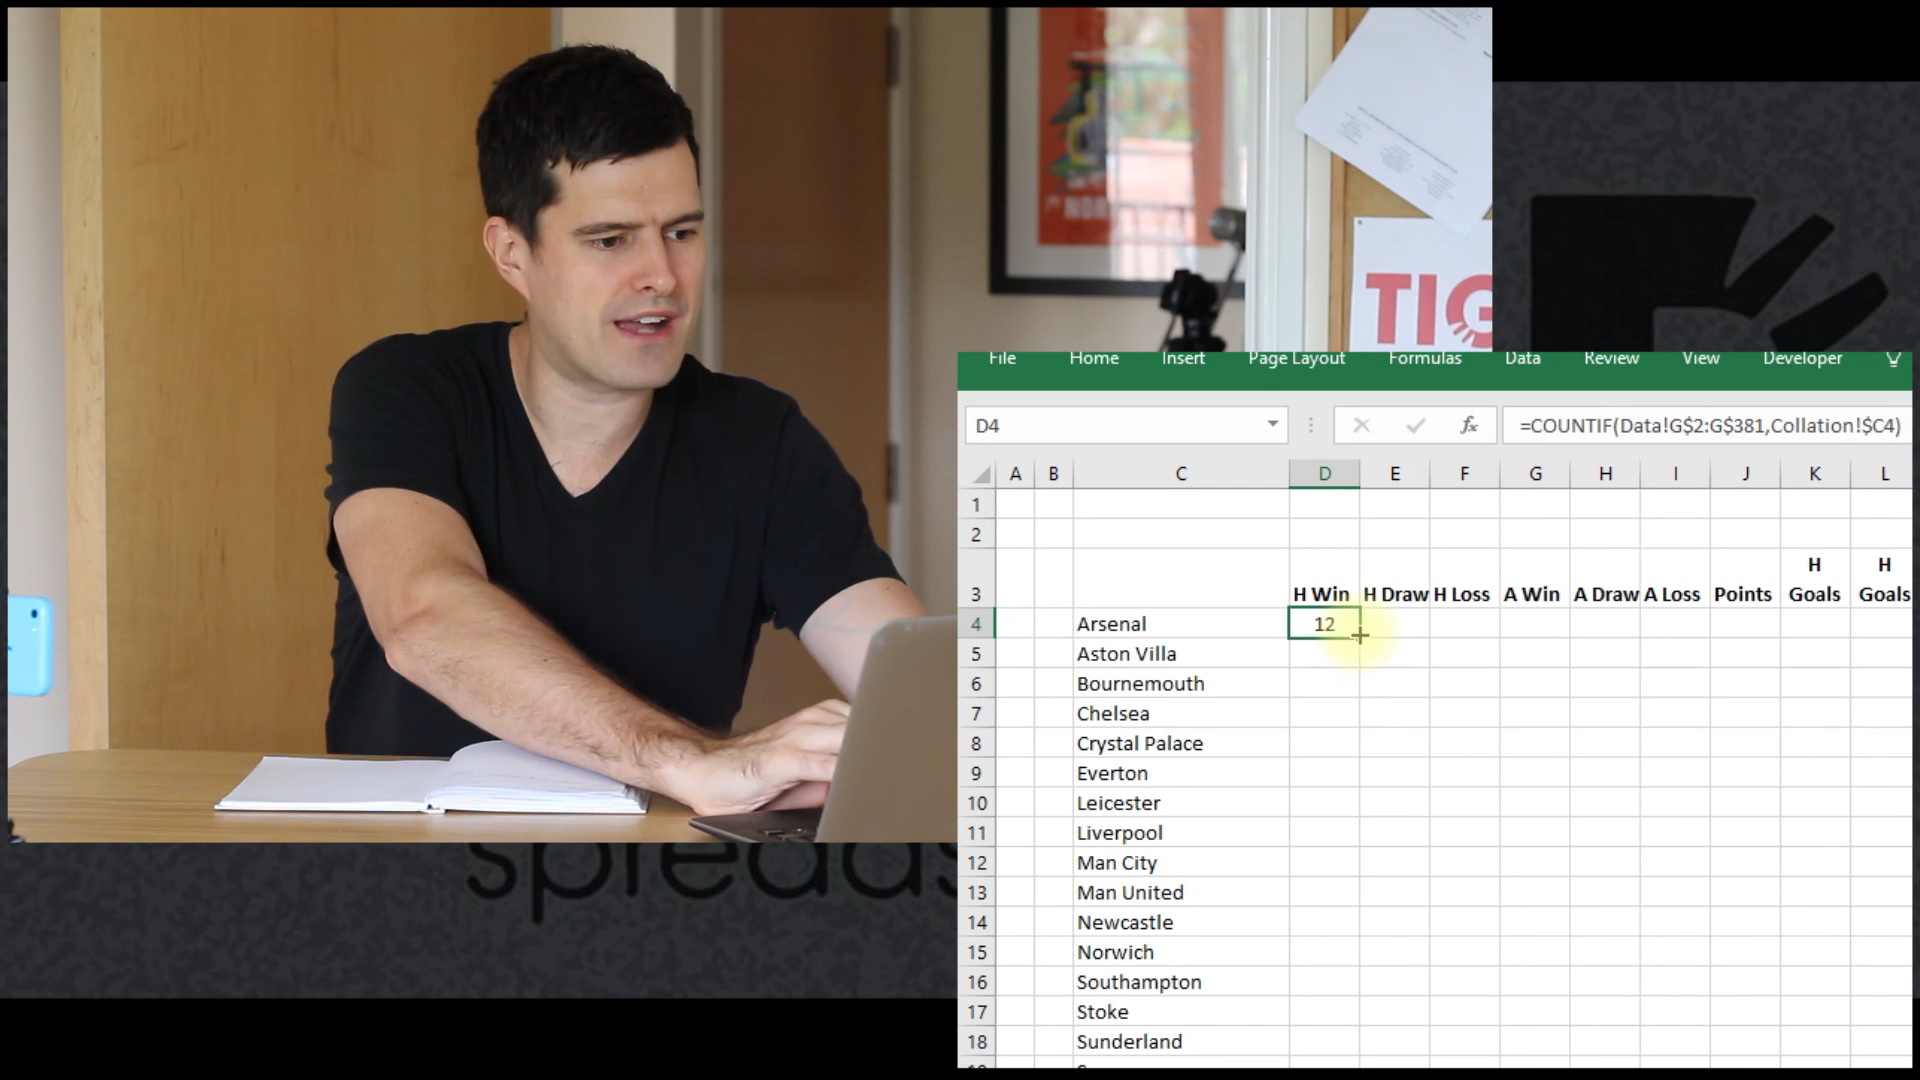 TIG
File Home Insert Page Layout Formulas Data Review View Developer
D4 fx =COUNTIF(Data!G$2:G$381,Collation!$C4)
A B C D E F G H I J K L
1
2
3 H Win H Draw H Loss A Win A Draw A Loss Points H Goals H Goals
4 Arsenal 12
5 Aston Villa
6 Bournemouth
7 Chelsea
8 Crystal Palace
9 Everton
10 Leicester
11 Liverpool
12 Man City
13 Man United
14 Newcastle
15 Norwich
16 Southampton
17 Stoke
18 Sunderland
spreads